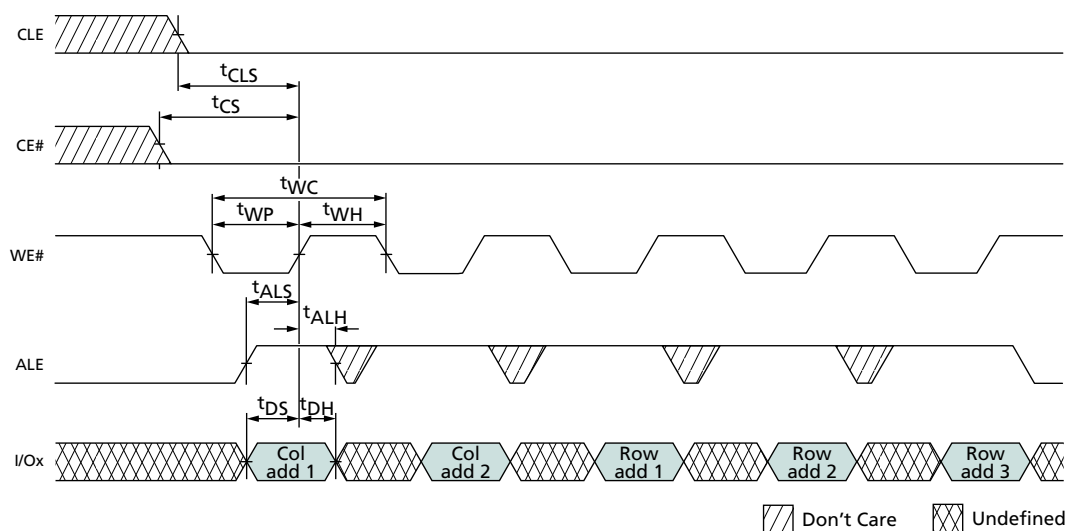 CLE
tCLS
tCS
CE#
tWC
tWP
tWH
WE#
tALS
tALH
ALE
tDS
tDH
I/Ox
Col
add 1
Col
add 2
Row
add 1
Row
add 2
Row
add 3
Don't Care
Undefined